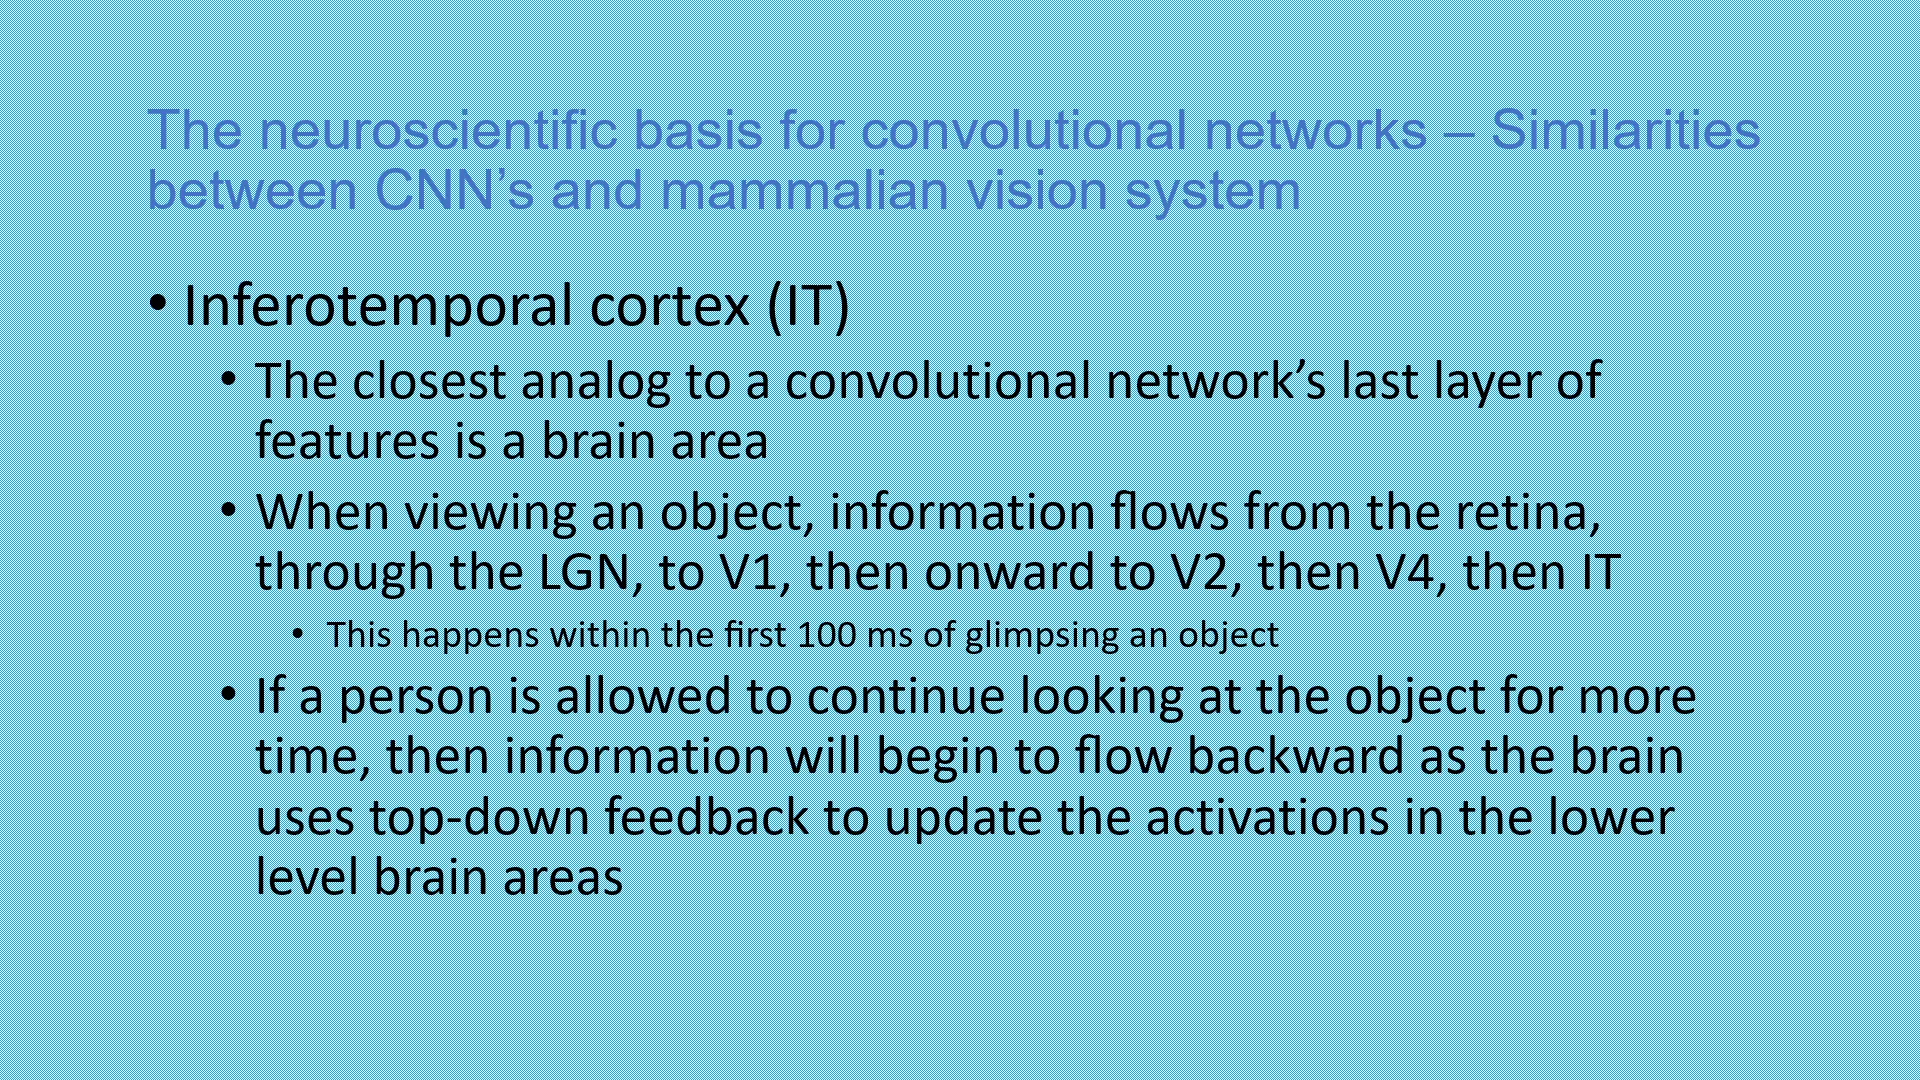 The neuroscientific basis for convolutional networks – Similarities
between CNN’s and mammalian vision system
• Inferotemporal cortex (IT)
• The closest analog to a convolutional network’s last layer of
features is a brain area
• When viewing an object, information flows from the retina,
through the LGN, to V1, then onward to V2, then V4, then IT
• This happens within the first 100 ms of glimpsing an object
• If a person is allowed to continue looking at the object for more
time, then information will begin to flow backward as the brain
uses top-down feedback to update the activations in the lower
level brain areas